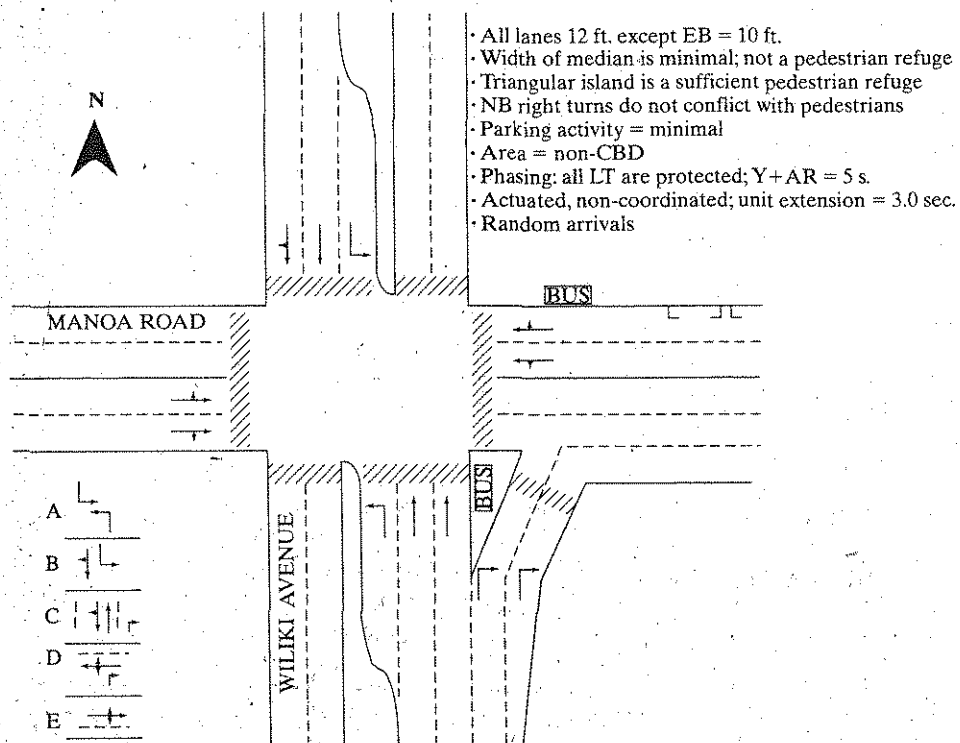 · All lanes 12 ft. except EB = 10 ft.
· Width of median is minimal; not a pedestrian refuge
· Triangular island is a sufficient pedestrian refuge
· NB right turns do not conflict with pedestrians
· Parking activity = minimal
· Area = non-CBD
· Phasing: all LT are protected; Y+AR = 5 s.
· Actuated, non-coordinated; unit extension = 3.0 sec.
· Random arrivals
N
BUS
MANOA ROAD
BUS
WILIKI AVENUE
A
B
C
D
E